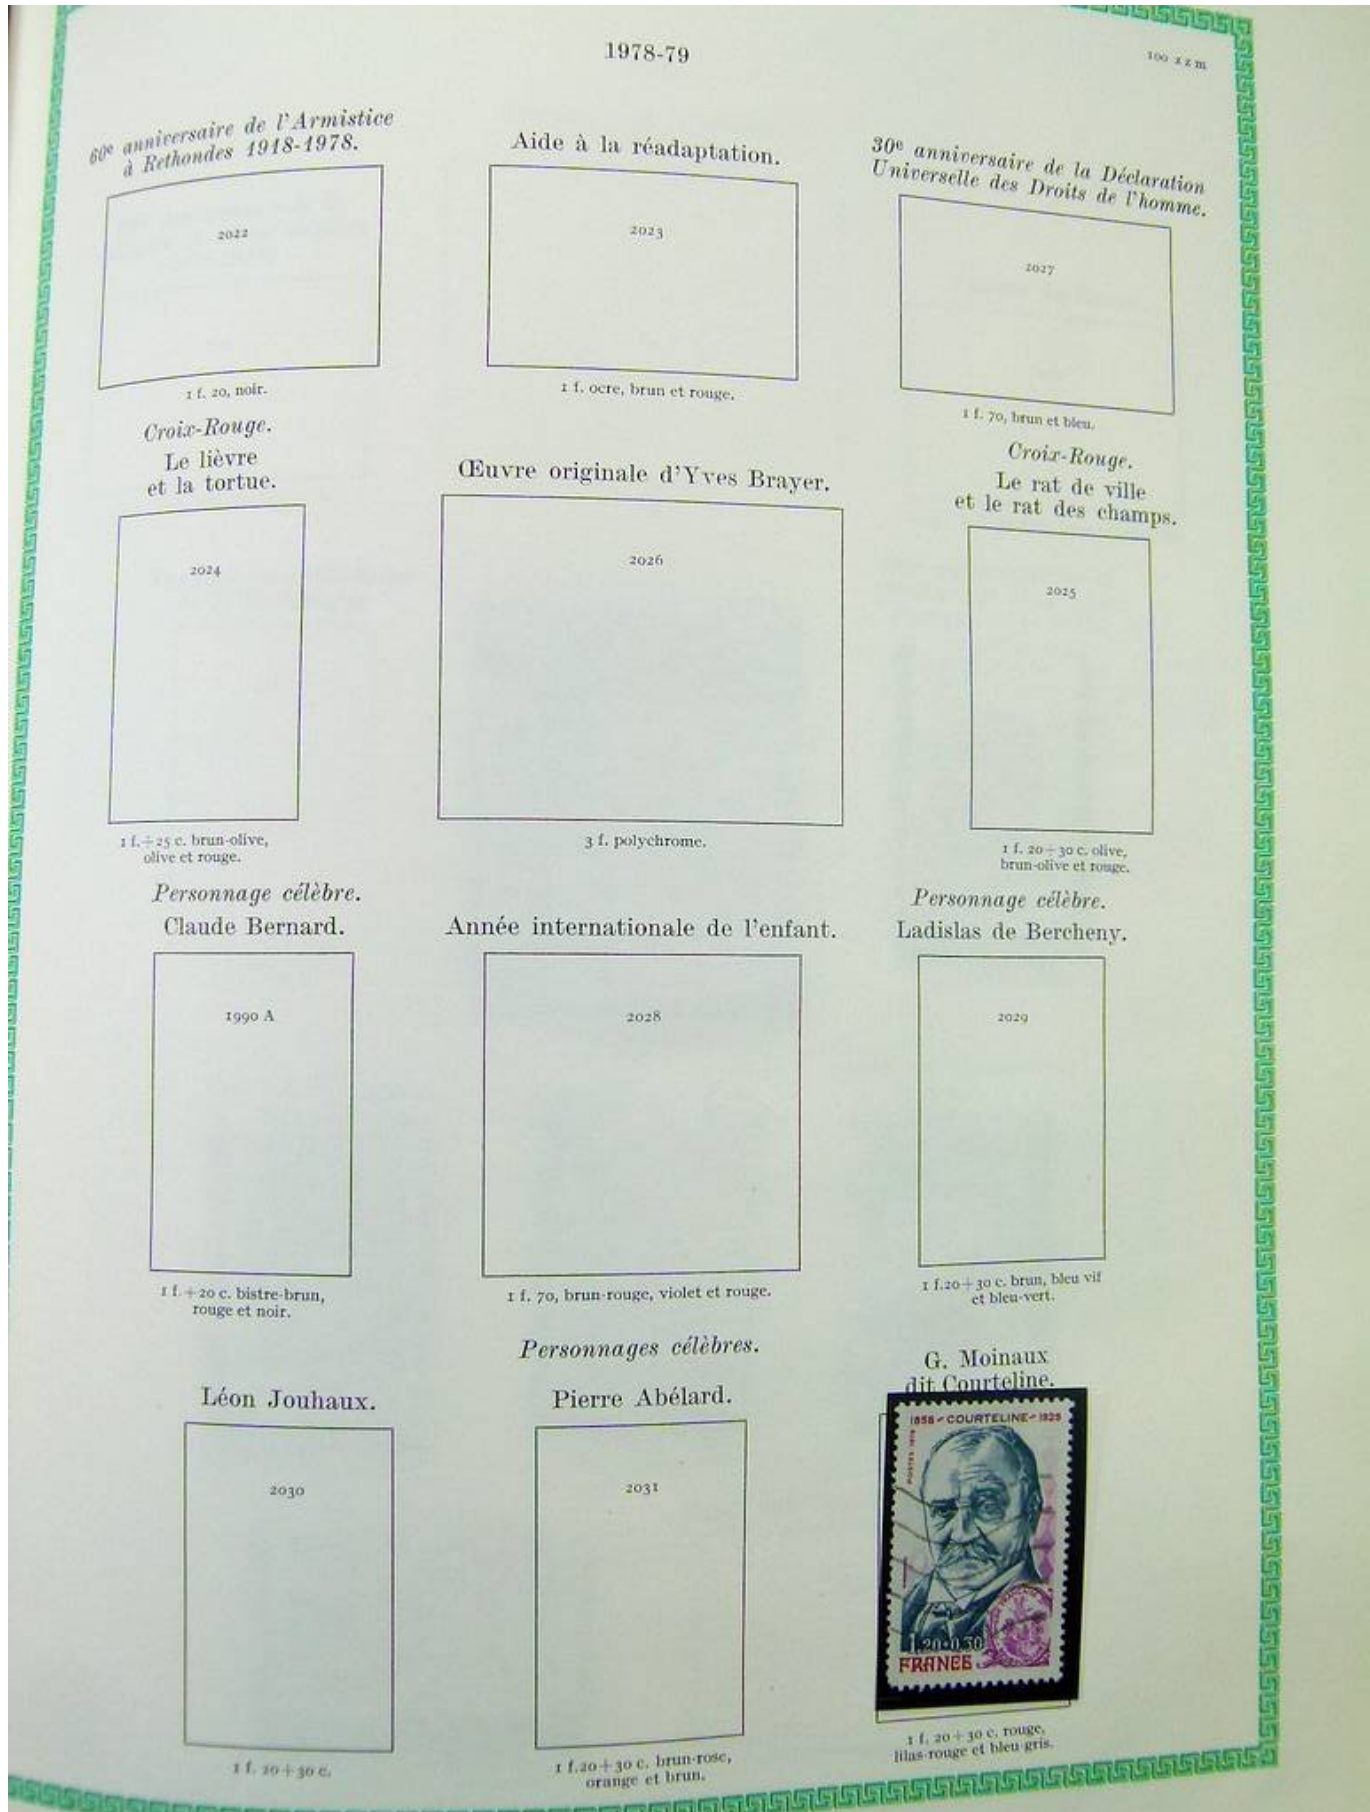 1978-79
100 z z m
60e anniversaire de l'Armistice
à Rethondes 1918-1978.
2022
1 f. 20, noir.
Aide à la réadaptation.
2023
1 f. ocre, brun et rouge.
30e anniversaire de la Déclaration
Universelle des Droits de l'homme.
2027
1 f. 70, brun et bleu.
Croix-Rouge.
Le lièvre
et la tortue.
2024
1 f.+25 c. brun-olive,
olive et rouge.
Œuvre originale d'Yves Brayer.
2026
3 f. polychrome.
Croix-Rouge.
Le rat de ville
et le rat des champs.
2025
1 f. 20+30 c. olive,
brun-olive et rouge.
Personnage célèbre.
Claude Bernard.
1990 A
1 f.+20 c. bistre-brun,
rouge et noir.
Année internationale de l'enfant.
2028
1 f. 70, brun-rouge, violet et rouge.
Personnage célèbre.
Ladislas de Bercheny.
2029
1 f.20+30 c. brun, bleu vif
et bleu-vert.
Personnages célèbres.
Léon Jouhaux.
2030
1 f. 20+30 c.
Pierre Abélard.
2031
1 f.20+30 c. brun-rose,
orange et brun.
G. Moinaux
dit Courteline.
1858-COURTELINE-1929
POSTES 1979
1,20+0,30
FRANCE
1 f. 20+30 c. rouge,
lilas-rouge et bleu-gris.